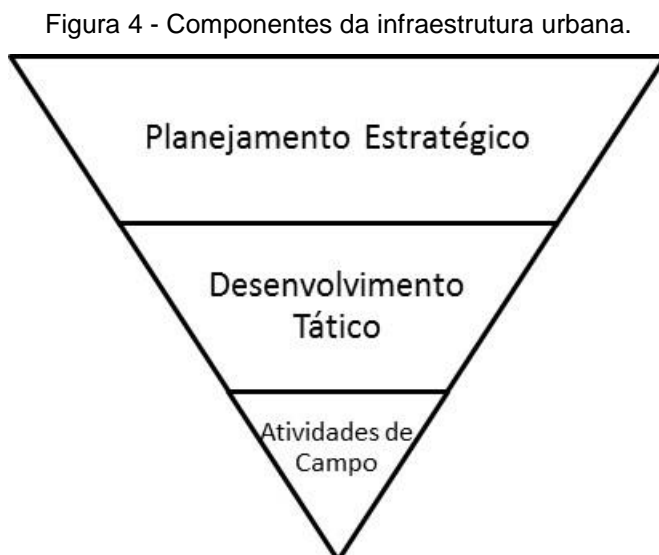 Figura 4 - Componentes da infraestrutura urbana.
Planejamento Estratégico
Desenvolvimento
Tático
Atividades de
Campo